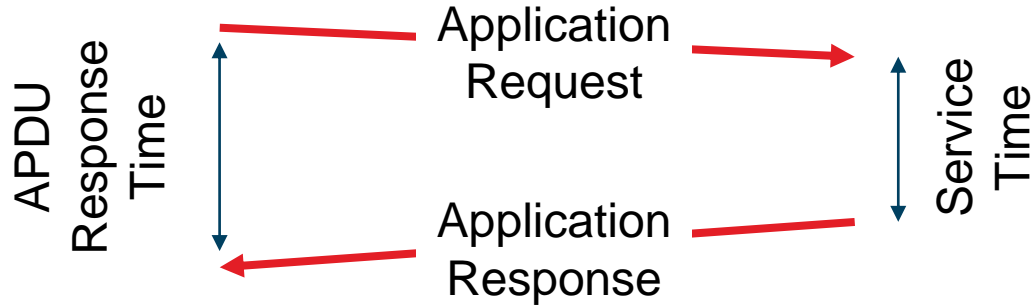 Application
Request
APDU
Response
Time
Service
Time
Application
Response